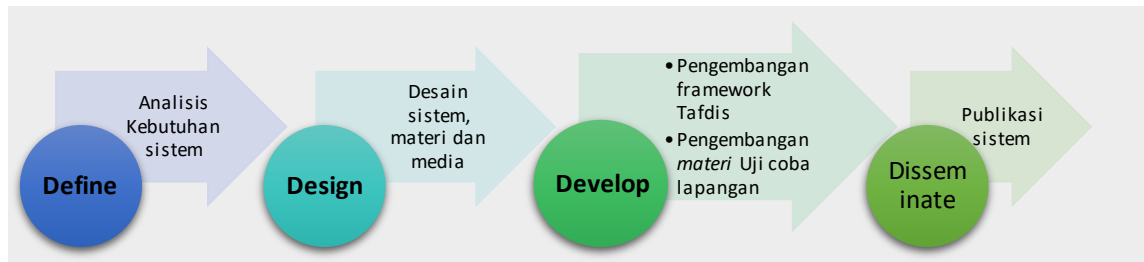 Define
Analisis
Kebutuhan
sistem
Design
Desain
sistem,
materi dan
media
Develop
•Pengembangan
framework
Tafdis
•Pengembangan
materi Uji coba
lapangan
Dissem
inate
Publikasi
sistem